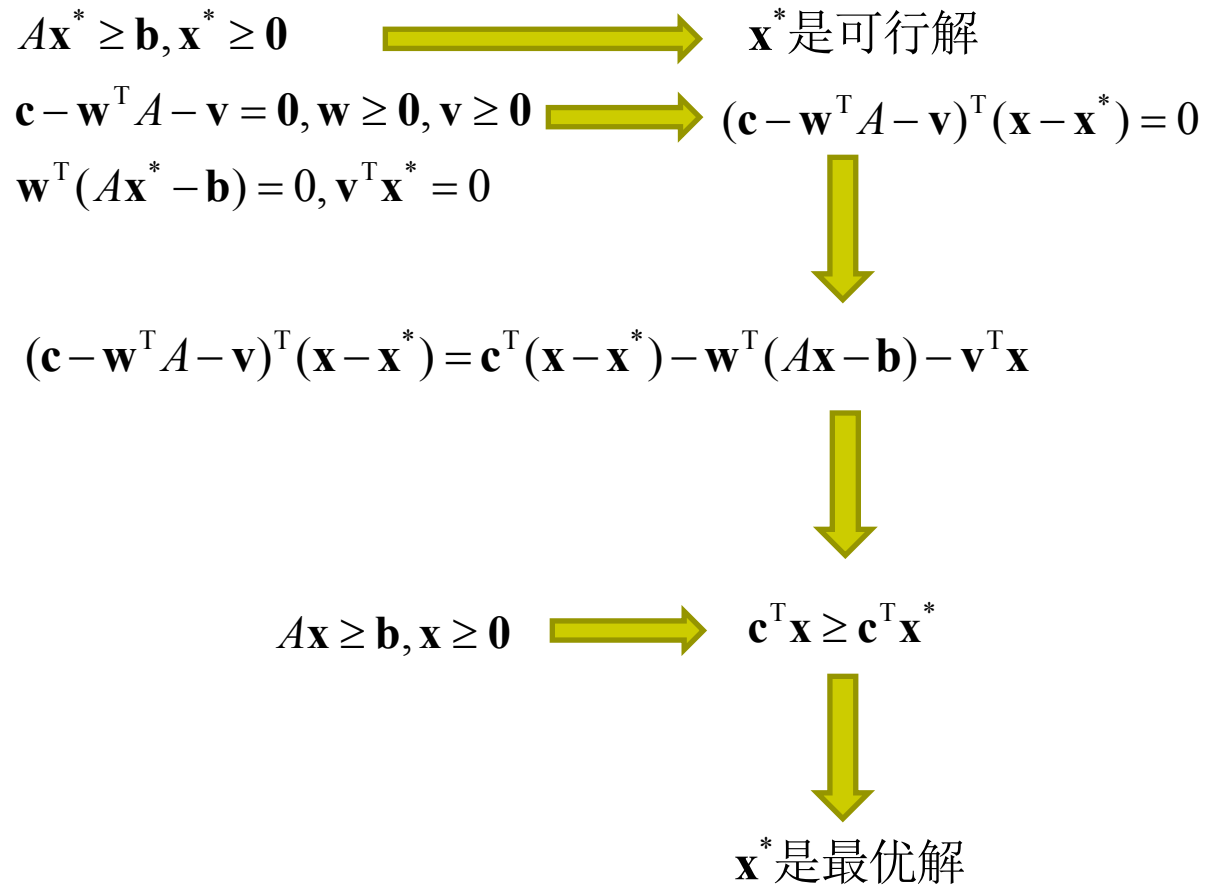 Ax* ≥ b, x* ≥ 0 x*是可行解
c − wᵀA − v = 0, w ≥ 0, v ≥ 0 (c − wᵀA − v)ᵀ(x − x*) = 0
wᵀ(Ax* − b) = 0, vᵀx* = 0
(c − wᵀA − v)ᵀ(x − x*) = cᵀ(x − x*) − wᵀ(Ax − b) − vᵀx
Ax ≥ b, x ≥ 0 cᵀx ≥ cᵀx*
x*是最优解